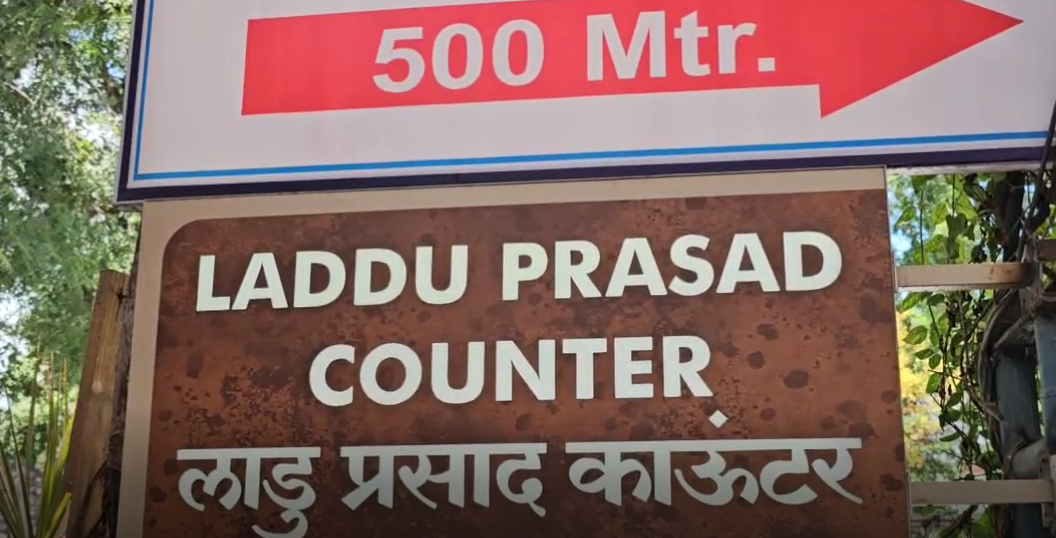 500 Mtr.
LADDU PRASAD
COUNTER
लाडु प्रसाद काऊंटर